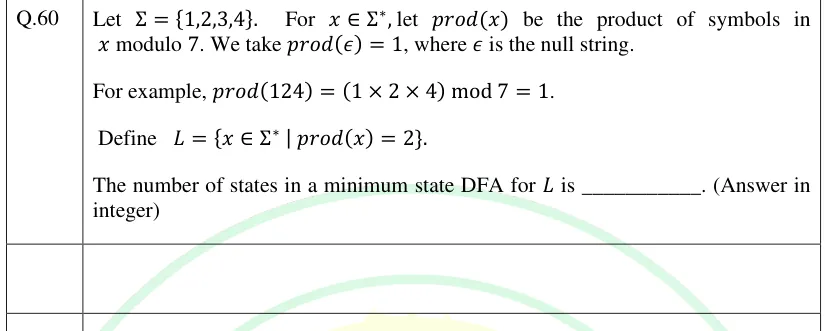 Q.60 Let Σ = {1,2,3,4}. For 𝑥 ∈ Σ*, let 𝑝𝑟𝑜𝑑(𝑥) be the product of symbols in
𝑥 modulo 7. We take 𝑝𝑟𝑜𝑑(𝜖) = 1, where 𝜖 is the null string.
For example, 𝑝𝑟𝑜𝑑(124) = (1 × 2 × 4) mod 7 = 1.
Define 𝐿 = {𝑥 ∈ Σ* | 𝑝𝑟𝑜𝑑(𝑥) = 2}.
The number of states in a minimum state DFA for 𝐿 is ___________. (Answer in
integer)